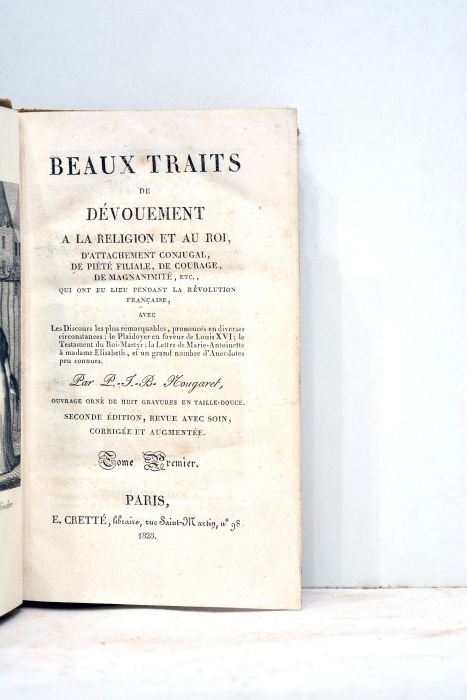 BEAUX TRAITS
DE
DÉVOUEMENT
A LA RELIGION ET AU ROI,
D'ATTACHEMENT CONJUGAL,
DE PIÉTÉ FILIALE, DE COURAGE,
DE MAGNANIMITÉ, ETC.,
QUI ONT EU LIEU PENDANT LA RÉVOLUTION
FRANÇAISE,
AVEC
Les Discours les plus remarquables, prononcés en diverses
circonstances; le Plaidoyer en faveur de Louis XVI; le
Testament du Roi-Martyr; la Lettre de Marie-Antoinette
à madame Elisabeth, et un grand nombre d'Anecdotes
peu connues.
Par P.-J.-B- Nougaret,
OUVRAGE ORNÉ DE HUIT GRAVURES EN TAILLE-DOUCE.
SECONDE ÉDITION, REVUE AVEC SOIN,
CORRIGÉE ET AUGMENTÉE.
Tome Premier.
PARIS,
E. CRETTÉ, libraire, rue Saint-Martin, n° 98.
1828.